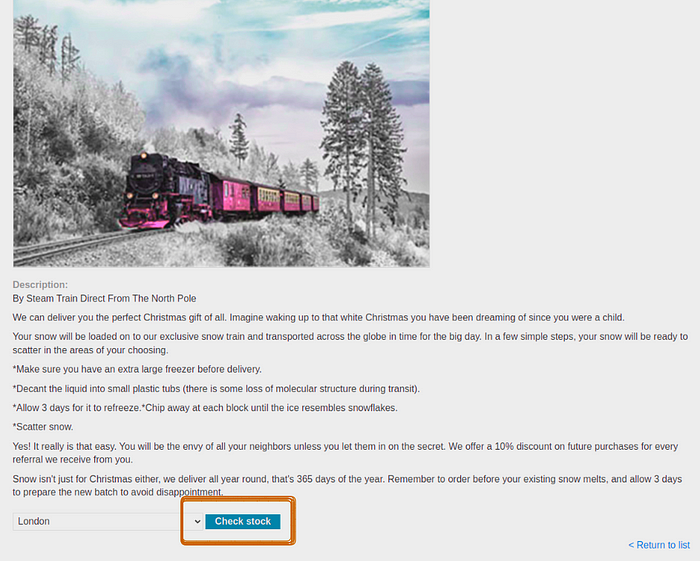 Description:
By Steam Train Direct From The North Pole
We can deliver you the perfect Christmas gift of all. Imagine waking up to that white Christmas you have been dreaming of since you were a child.
Your snow will be loaded on to our exclusive snow train and transported across the globe in time for the big day. In a few simple steps, your snow will be ready to
scatter in the areas of your choosing.
*Make sure you have an extra large freezer before delivery.
*Decant the liquid into small plastic tubs (there is some loss of molecular structure during transit).
*Allow 3 days for it to refreeze.*Chip away at each block until the ice resembles snowflakes.
*Scatter snow.
Yes! It really is that easy. You will be the envy of all your neighbors unless you let them in on the secret. We offer a 10% discount on future purchases for every
referral we receive from you.
Snow isn't just for Christmas either, we deliver all year round, that's 365 days of the year. Remember to order before your existing snow melts, and allow 3 days
to prepare the new batch to avoid disappointment.
London Check stock
< Return to list